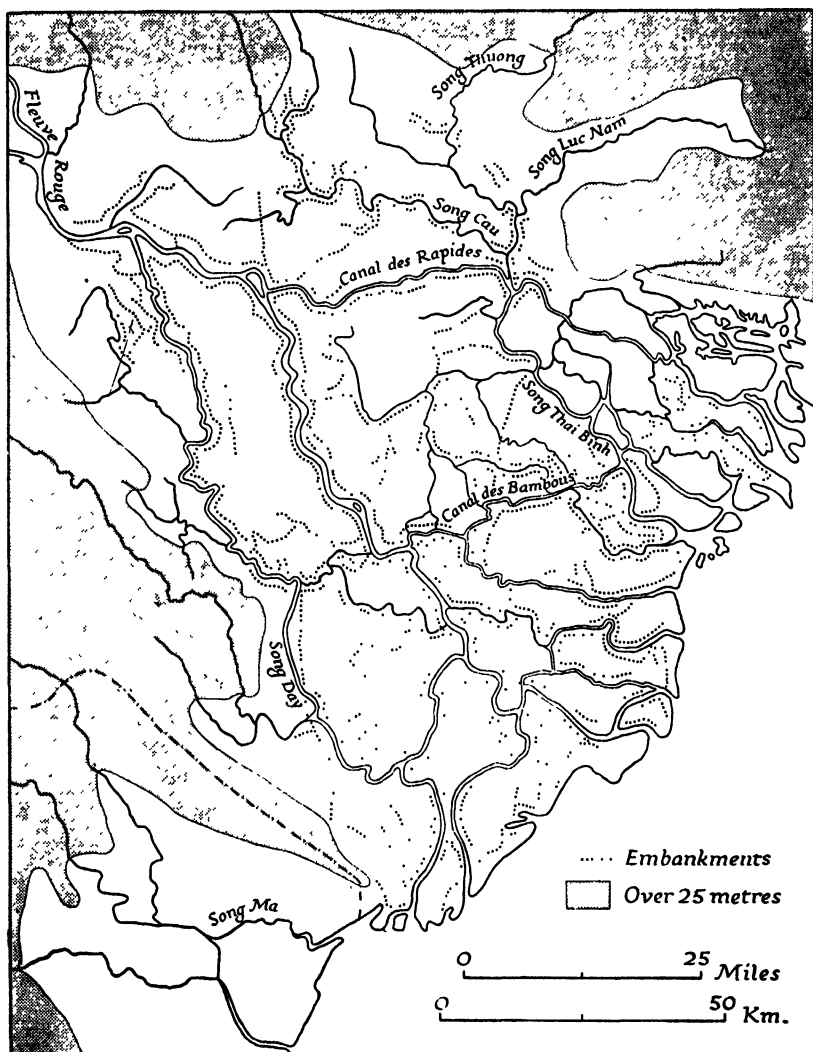 Song Thuong
Fleuve Rouge
Song Luc Nam
Song Cau
Canal des Rapides
Song Thai Binh
Canal des Bambous
Song Day
Embankments
Over 25 metres
Song Ma
0 25 Miles
0 50 Km.